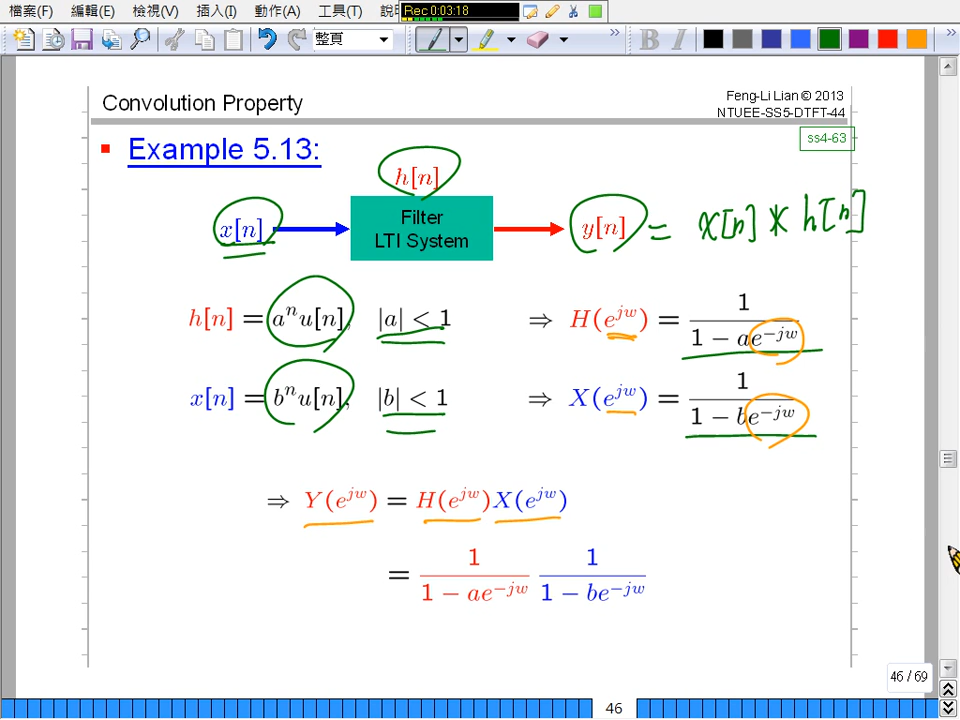 檔案(F) 編輯(E) 檢視(V) 插入(I) 動作(A) 工具(T) 說明
Rec 0:03:18
整頁 B I
Convolution Property
Feng-Li Lian © 2013
NTUEE-SS5-DTFT-44
ss4-63
Example 5.13:
h[n]
x[n] Filter LTI System y[n] = x[n] * h[n]
h[n] = aⁿu[n], |a| < 1 ⇒ H(e^{jw}) = 1 / (1 − ae^{−jw})
x[n] = bⁿu[n], |b| < 1 ⇒ X(e^{jw}) = 1 / (1 − be^{−jw})
⇒ Y(e^{jw}) = H(e^{jw})X(e^{jw})
= 1 / (1 − ae^{−jw}) 1 / (1 − be^{−jw})
46 / 69
46